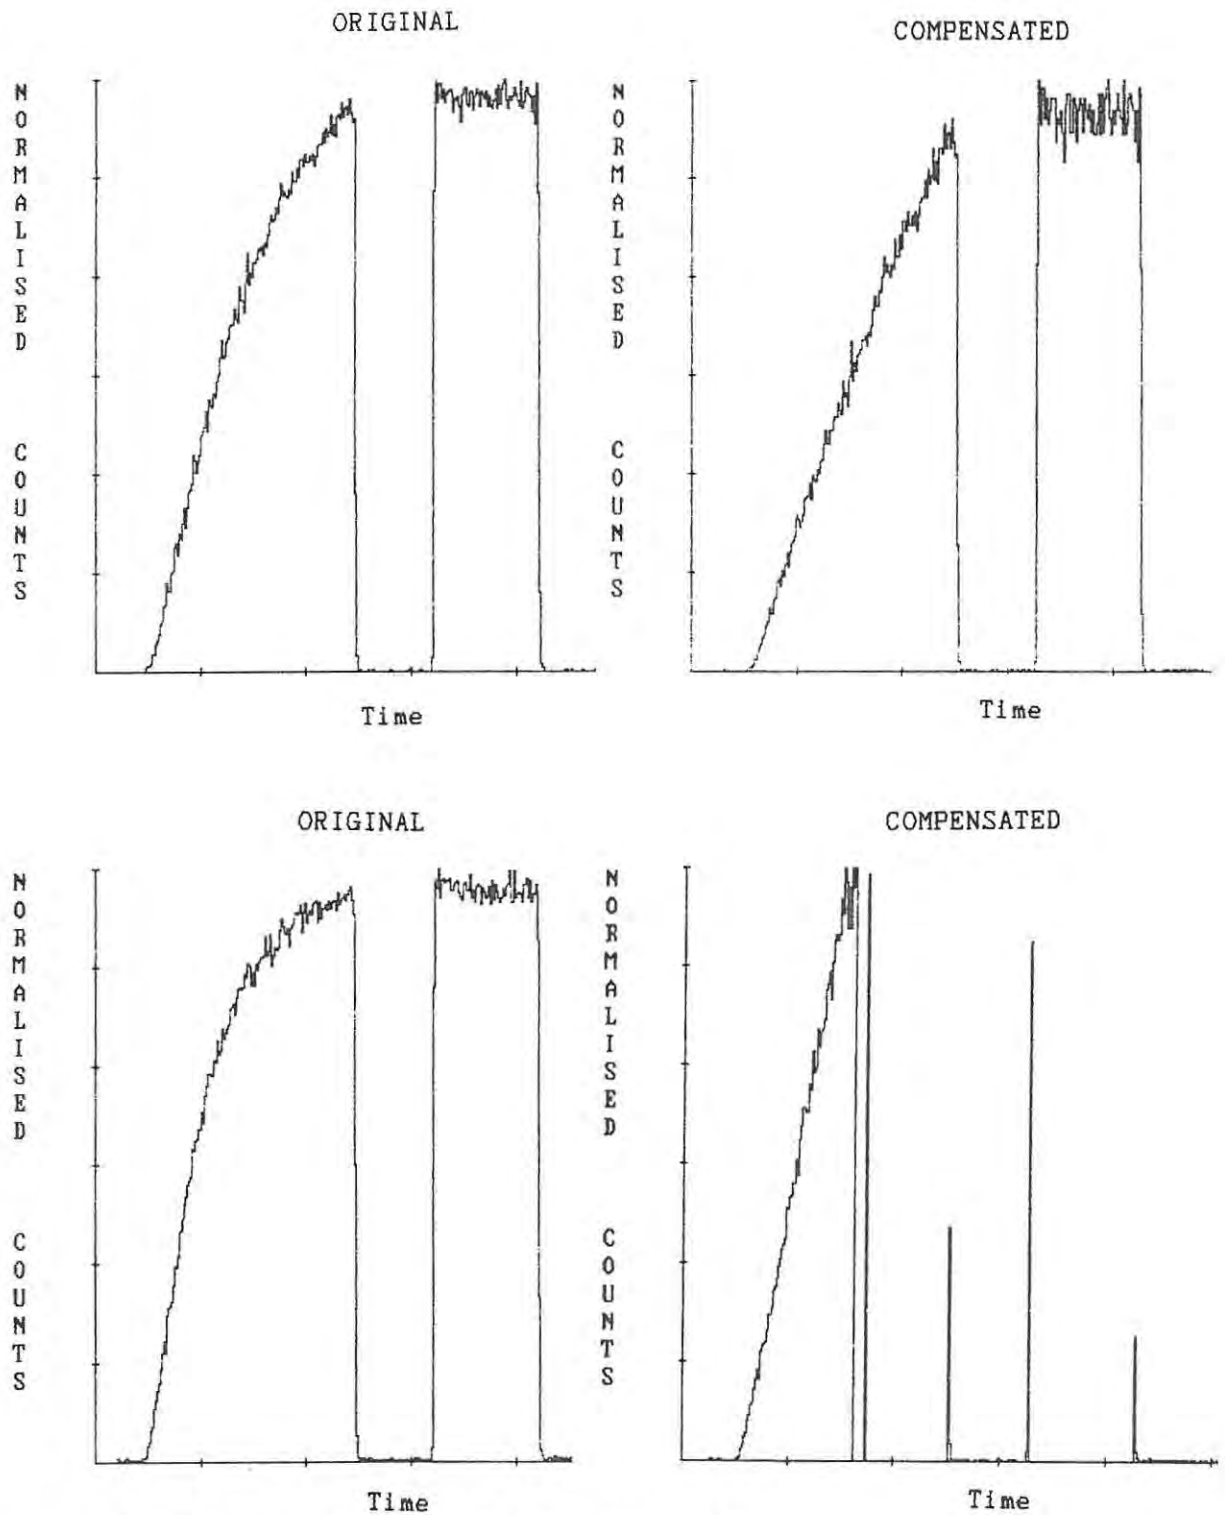 ORIGINAL
COMPENSATED
NORMALISED COUNTS
NORMALISED COUNTS
Time
Time
ORIGINAL
COMPENSATED
NORMALISED COUNTS
NORMALISED COUNTS
Time
Time